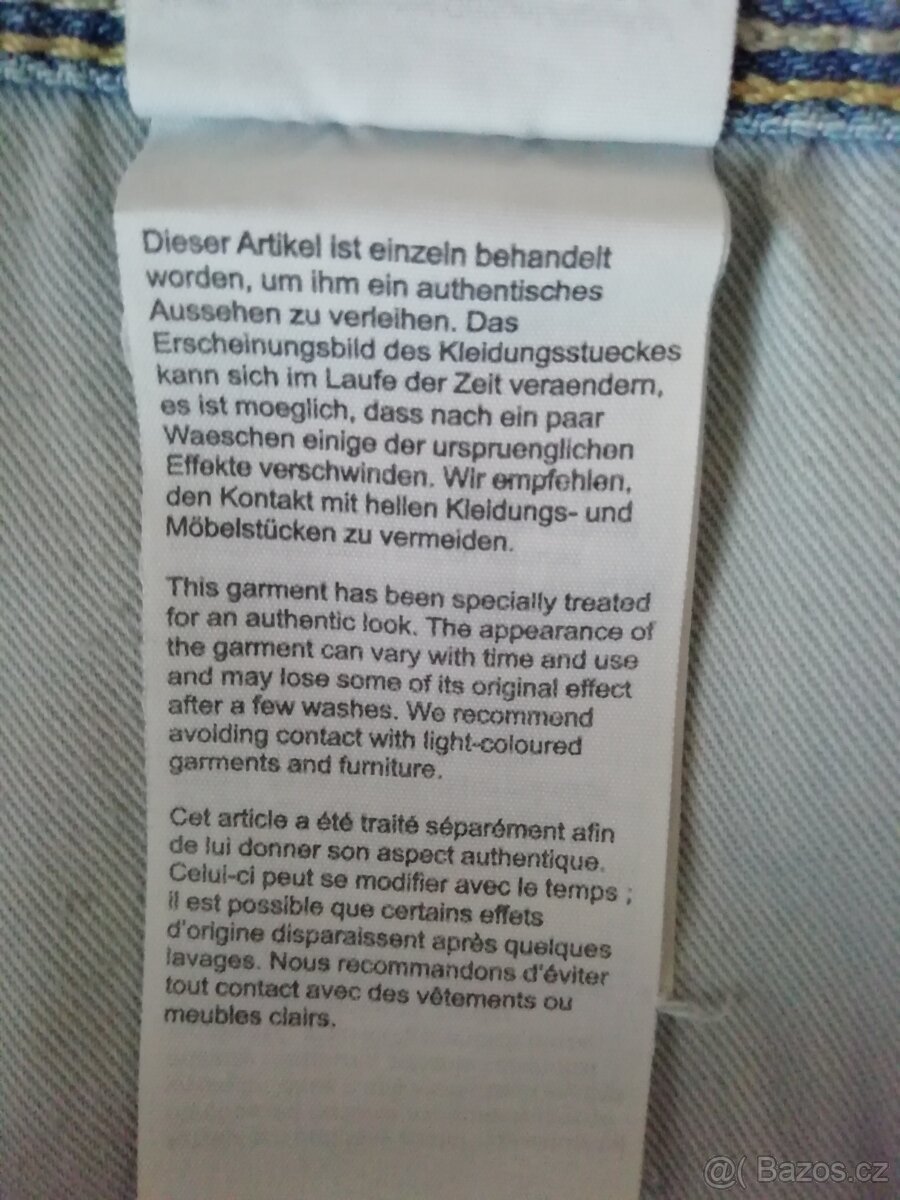 Dieser Artikel ist einzeln behandelt
worden, um ihm ein authentisches
Aussehen zu verleihen. Das
Erscheinungsbild des Kleidungsstueckes
kann sich im Laufe der Zeit veraendern,
es ist moeglich, dass nach ein paar
Waeschen einige der urspruenglichen
Effekte verschwinden. Wir empfehlen,
den Kontakt mit hellen Kleidungs- und
Möbelstücken zu vermeiden.
This garment has been specially treated
for an authentic look. The appearance of
the garment can vary with time and use
and may lose some of its original effect
after a few washes. We recommend
avoiding contact with light-coloured
garments and furniture.
Cet article a été traité séparément afin
de lui donner son aspect authentique.
Celui-ci peut se modifier avec le temps ;
il est possible que certains effets
d'origine disparaissent après quelques
lavages. Nous recommandons d'éviter
tout contact avec des vêtements ou
meubles clairs.
@( Bazos.cz